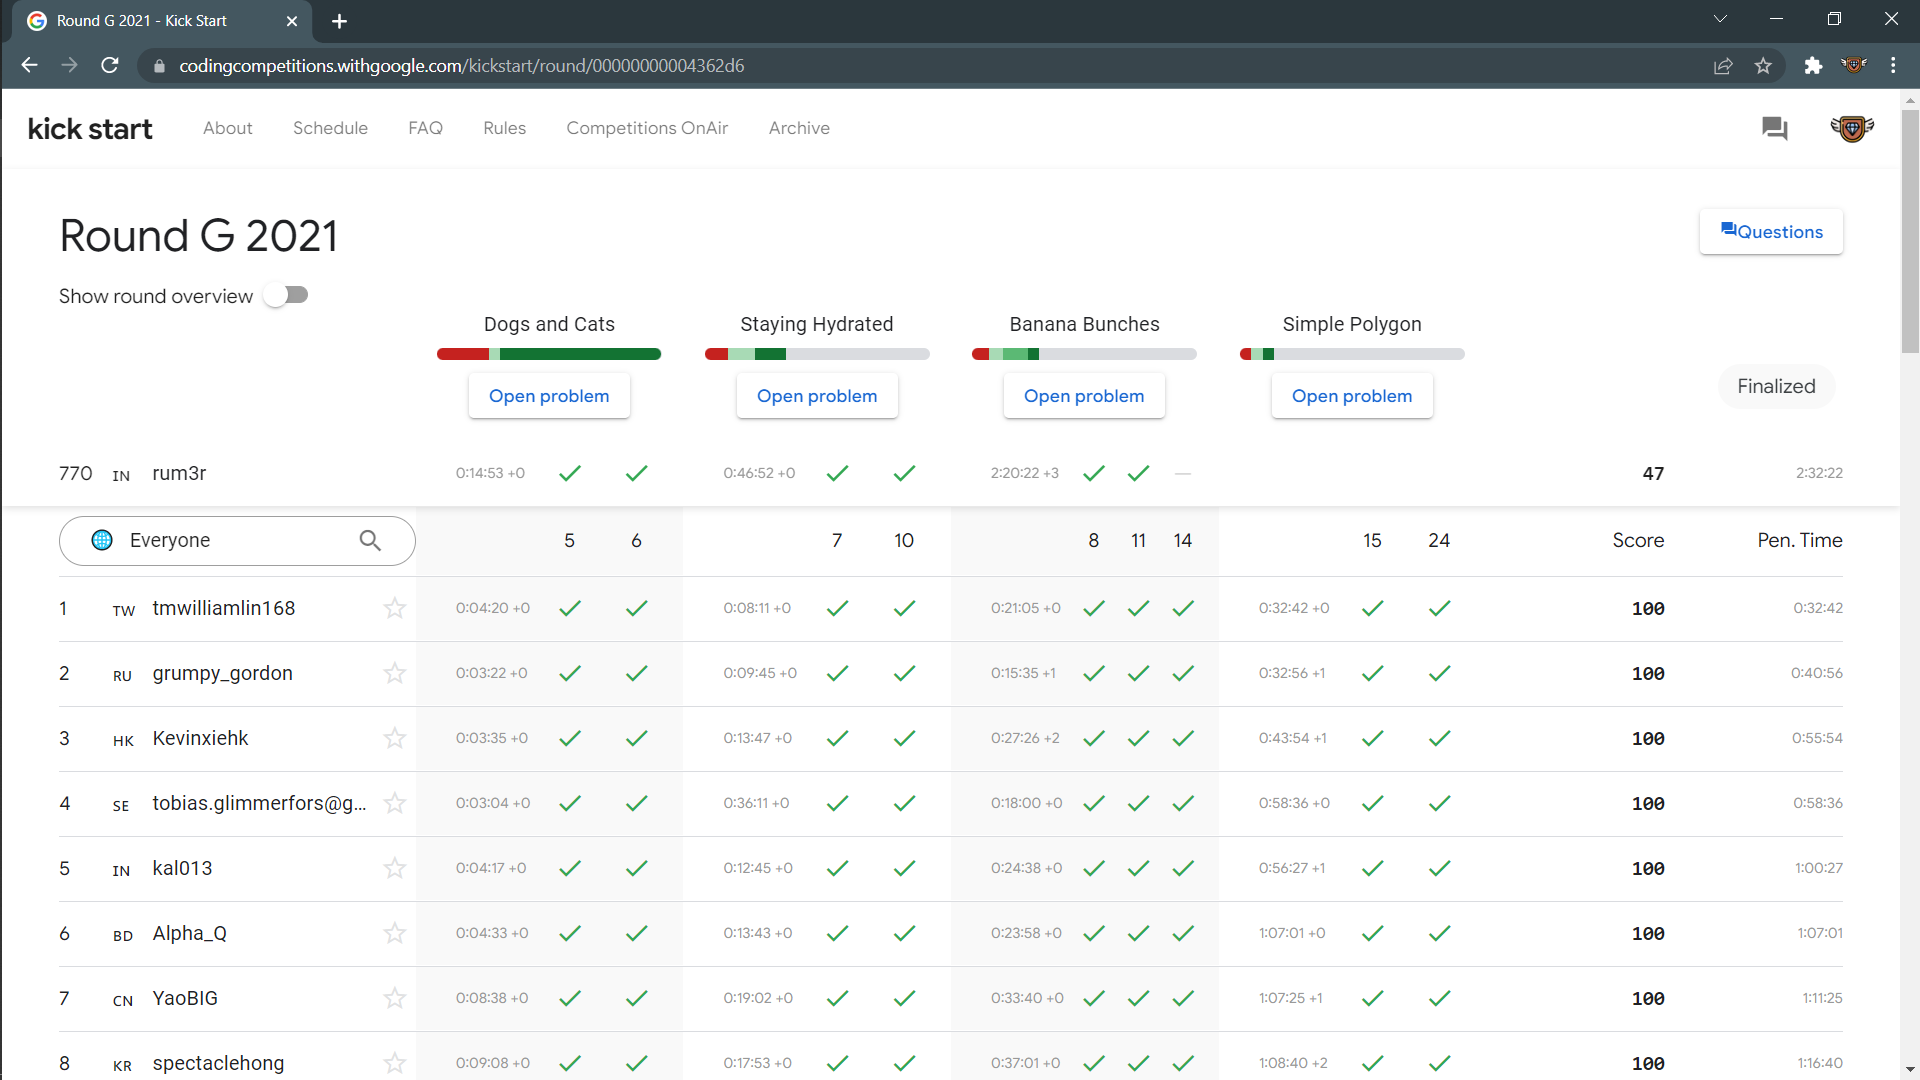 Round G 2021 - Kick Start
codingcompetitions.withgoogle.com/kickstart/round/00000000004362d6
kick start About Schedule FAQ Rules Competitions OnAir Archive
Round G 2021
Questions
Show round overview
Dogs and Cats Staying Hydrated Banana Bunches Simple Polygon
Open problem Open problem Open problem Open problem
Finalized
770 IN rum3r 0:14:53 +0 0:46:52 +0 2:20:22 +3 47 2:32:22
Everyone 5 6 7 10 8 11 14 15 24 Score Pen. Time
1 TW tmwilliamlin168 0:04:20 +0 0:08:11 +0 0:21:05 +0 0:32:42 +0 100 0:32:42
2 RU grumpy_gordon 0:03:22 +0 0:09:45 +0 0:15:35 +1 0:32:56 +1 100 0:40:56
3 HK Kevinxiehk 0:03:35 +0 0:13:47 +0 0:27:26 +2 0:43:54 +1 100 0:55:54
4 SE tobias.glimmerfors@g... 0:03:04 +0 0:36:11 +0 0:18:00 +0 0:58:36 +0 100 0:58:36
5 IN kal013 0:04:17 +0 0:12:45 +0 0:24:38 +0 0:56:27 +1 100 1:00:27
6 BD Alpha_Q 0:04:33 +0 0:13:43 +0 0:23:58 +0 1:07:01 +0 100 1:07:01
7 CN YaoBIG 0:08:38 +0 0:19:02 +0 0:33:40 +0 1:07:25 +1 100 1:11:25
8 KR spectaclehong 0:09:08 +0 0:17:53 +0 0:37:01 +0 1:08:40 +2 100 1:16:40